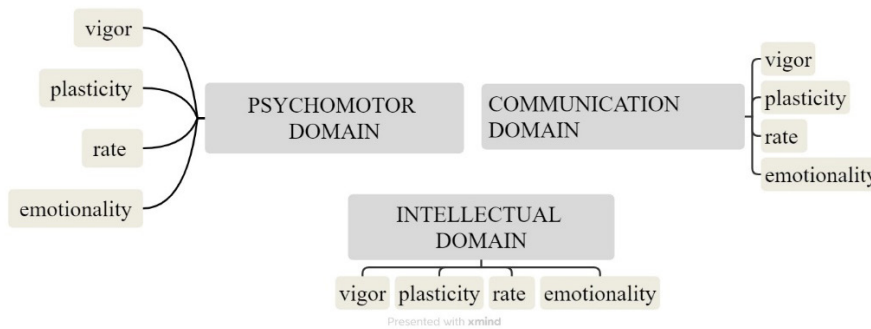 vigor
plasticity
rate
emotionality
PSYCHOMOTOR
DOMAIN
COMMUNICATION
DOMAIN
vigor
plasticity
rate
emotionality
INTELLECTUAL
DOMAIN
vigor plasticity rate emotionality
Presented with xmind